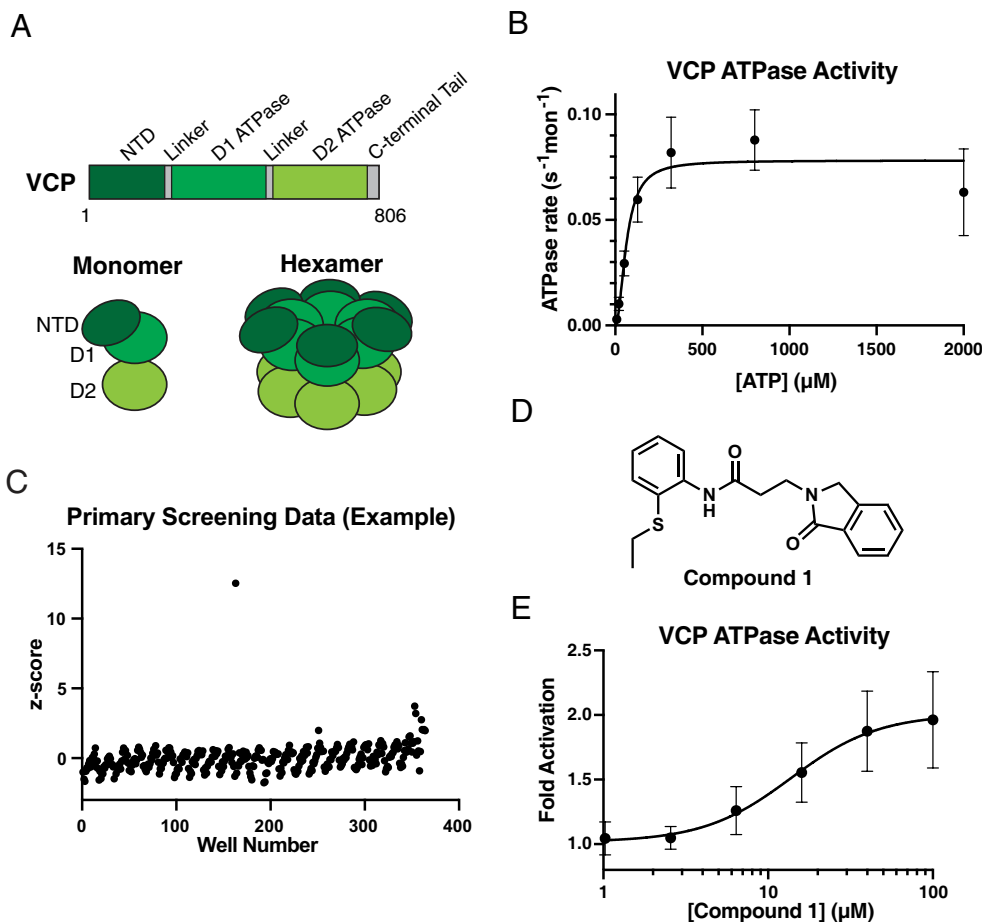 A
NTD
Linker
D1 ATPase
Linker
D2 ATPase
C-terminal Tail
VCP
1
806
Monomer
Hexamer
NTD
D1
D2
B
VCP ATPase Activity
ATPase rate (s⁻¹mon⁻¹)
0.10
0.05
0.00
0
500
1000
1500
2000
[ATP] (µM)
C
Primary Screening Data (Example)
z-score
15
10
5
0
0
100
200
300
400
Well Number
D
O
N
H
S
N
O
Compound 1
E
VCP ATPase Activity
Fold Activation
2.5
2.0
1.5
1.0
1
10
100
[Compound 1] (µM)